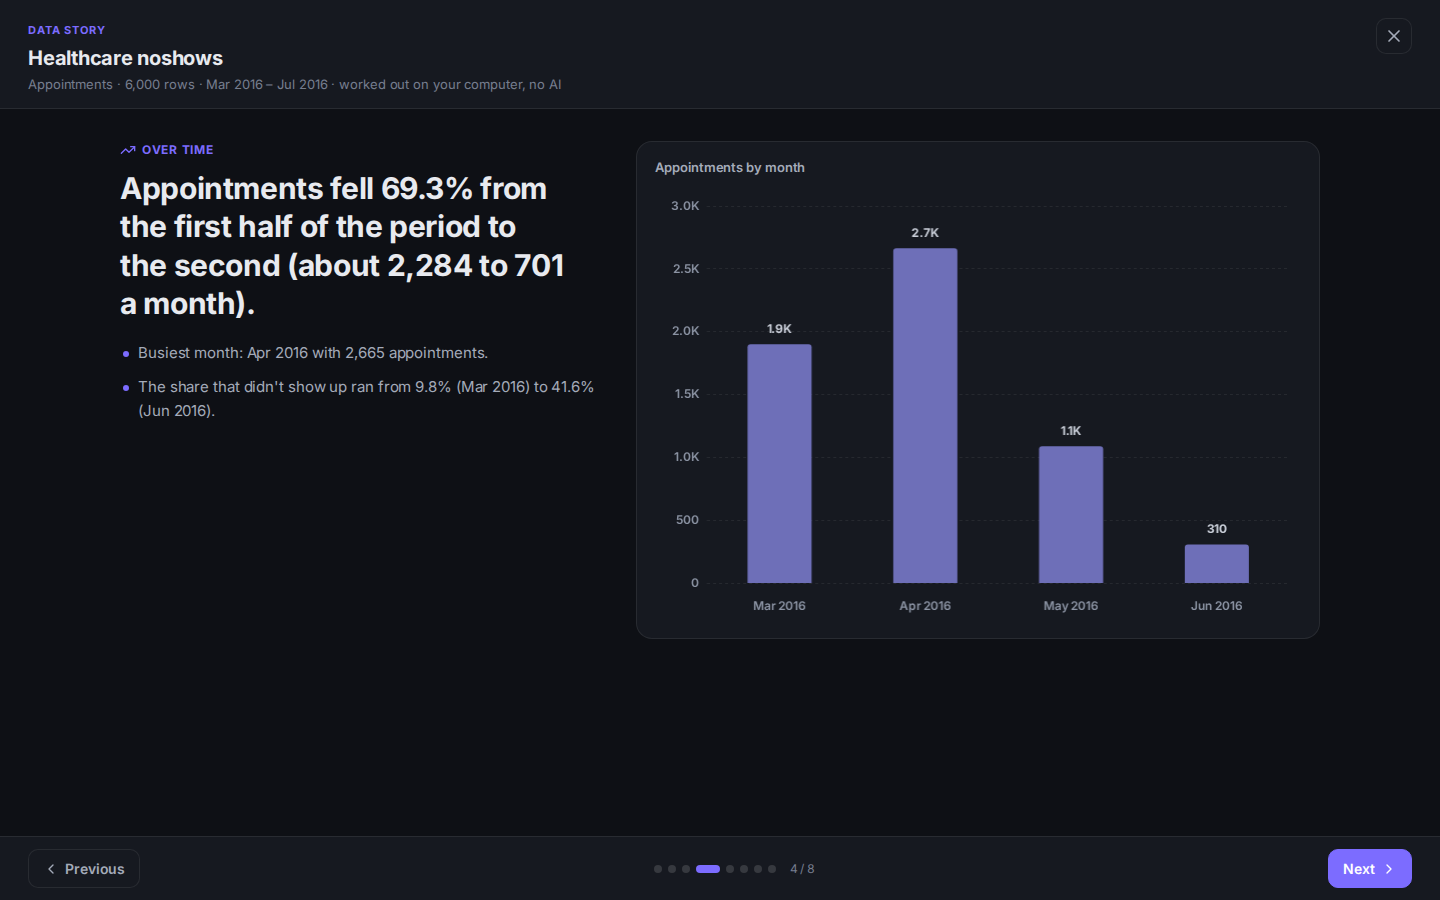 DATA STORY
Healthcare noshows
Appointments · 6,000 rows · Mar 2016 – Jul 2016 · worked out on your computer, no AI
OVER TIME
Appointments fell 69.3% from
the first half of the period to
the second (about 2,284 to 701
a month).
Busiest month: Apr 2016 with 2,665 appointments.
The share that didn't show up ran from 9.8% (Mar 2016) to 41.6%
(Jun 2016).
Appointments by month
3.0K
2.7K
2.5K
2.0K
1.9K
1.5K
1.1K
1.0K
500
310
0
Mar 2016
Apr 2016
May 2016
Jun 2016
Previous
4 / 8
Next